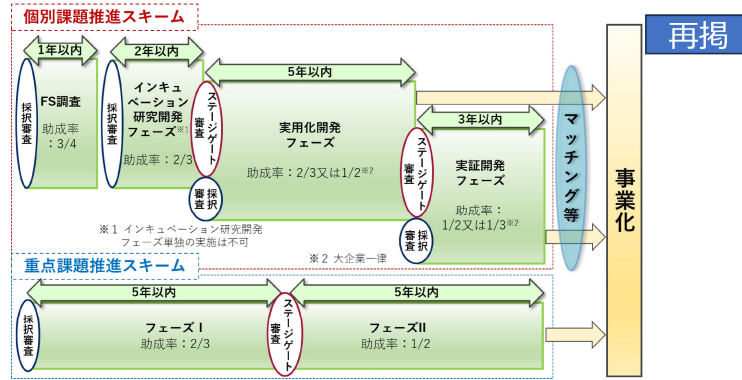 個別課題推進スキーム
再掲
1年以内
2年以内
5年以内
3年以内
採択審査
FS調査
助成率
：3/4
採択審査
インキュ
ベーション
研究開発
フェーズ※1
助成率：2/3
ステージゲート
審査
採択
審査
実用化開発
フェーズ
助成率：2/3又は1/2※2
ステージゲート
審査
採択
審査
実証開発
フェーズ
助成率：
1/2又は1/3※2
マッチング等
事業化
※１ インキュベーション研究開発
フェーズ単独の実施は不可
※２ 大企業一律
重点課題推進スキーム
5年以内
5年以内
採択審査
フェーズ I
助成率：2/3
ステージゲート
審査
フェーズII
助成率：1/2